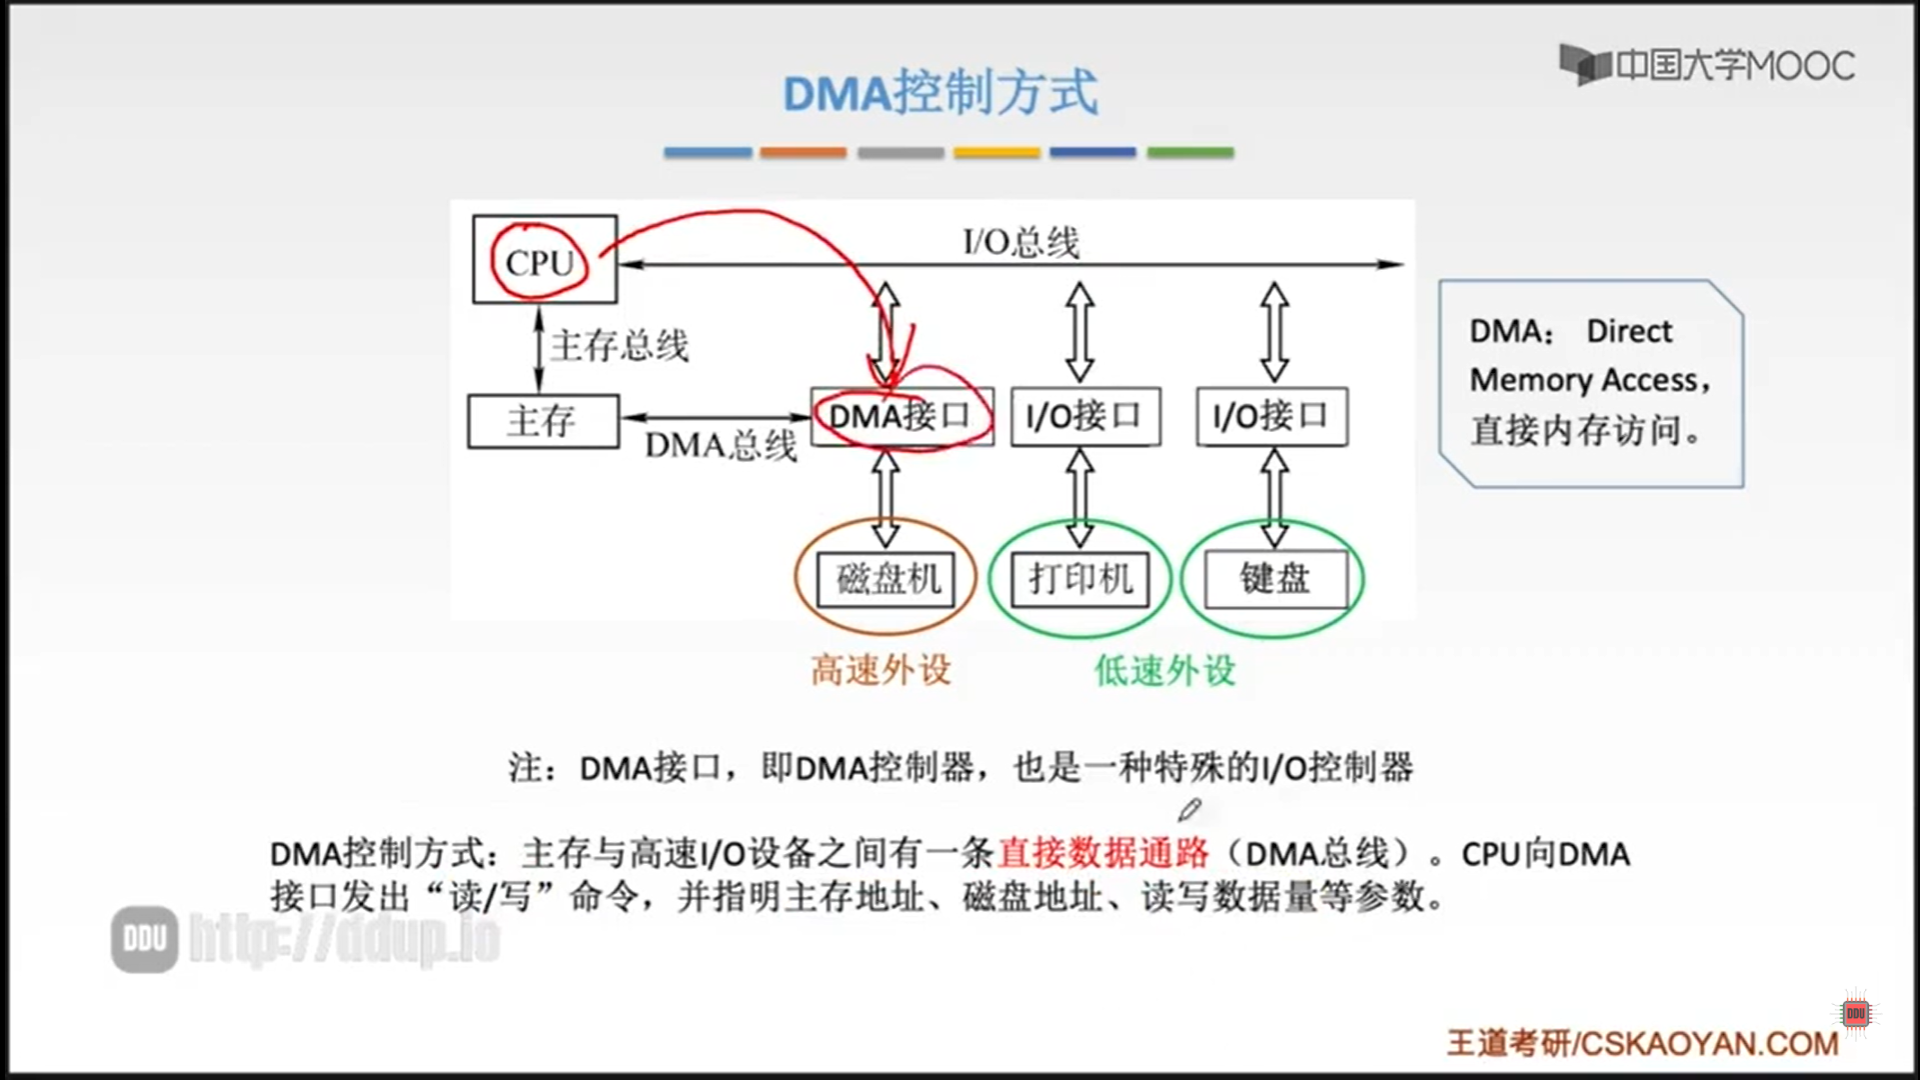 中国大学MOOC
DMA控制方式
CPU
I/O总线
主存总线
主存
DMA总线
DMA接口
I/O接口
I/O接口
磁盘机
打印机
键盘
高速外设
低速外设
DMA： Direct
Memory Access，
直接内存访问。
注：DMA接口，即DMA控制器，也是一种特殊的I/O控制器
DMA控制方式：主存与高速I/O设备之间有一条直接数据通路（DMA总线）。CPU向DMA
接口发出“读/写”命令，并指明主存地址、磁盘地址、读写数据量等参数。
DDU http://ddup.io
DDU
王道考研/CSKAOYAN.COM